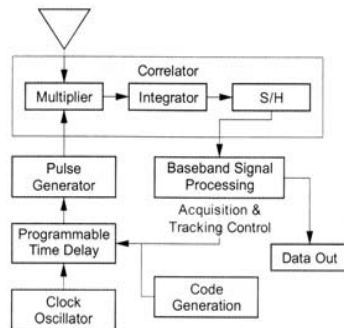 Correlator
Multiplier
Integrator
S/H
Pulse
Generator
Baseband Signal
Processing
Acquisition &
Tracking Control
Programmable
Time Delay
Data Out
Clock
Oscillator
Code
Generation